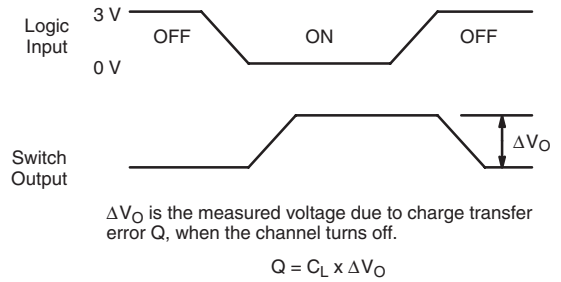 Logic
Input
3 V
0 V
OFF
ON
OFF
Switch
Output
ΔVO
ΔVO is the measured voltage due to charge transfer
error Q, when the channel turns off.
Q = CL x ΔVO